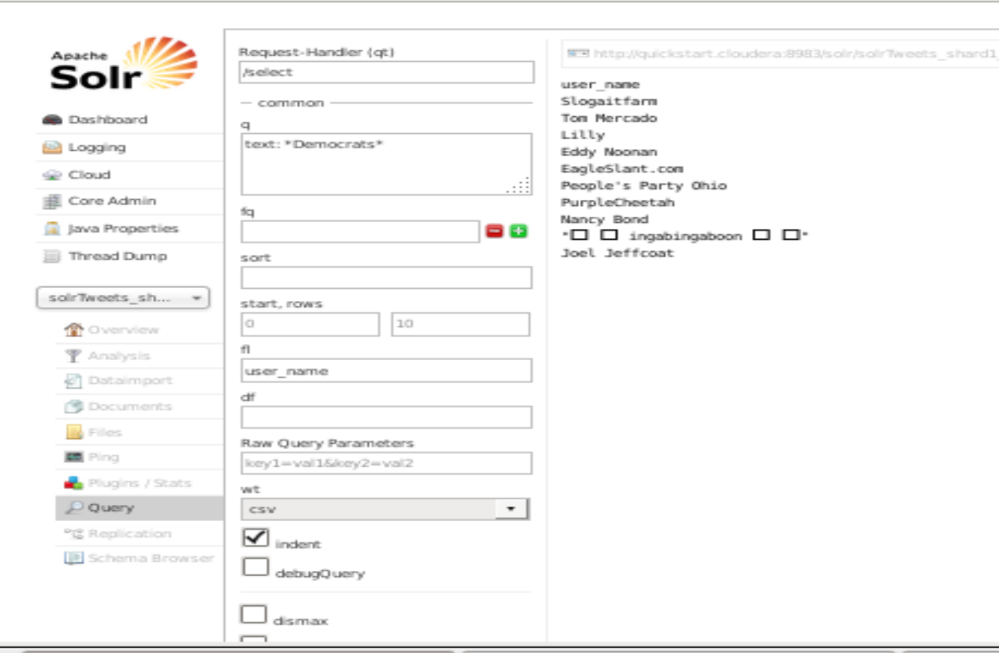 Apache
Solr
Dashboard
Logging
Cloud
Core Admin
Java Properties
Thread Dump
solrTweets_sh...
Overview
Analysis
Dataimport
Documents
Files
Ping
Plugins / Stats
Query
Replication
Schema Browser
Request-Handler (qt)
/select
common
q
text: *Democrats*
fq
sort
start, rows
0 10
fl
user_name
df
Raw Query Parameters
key1=val1&key2=val2
wt
csv
indent
debugQuery
dismax
http://quickstart.cloudera:8983/solr/solrTweets_shard1_
user_name
Slogaitfarm
Tom Mercado
Lilly
Eddy Noonan
EagleSlant.com
People's Party Ohio
PurpleCheetah
Nancy Bond
"□ □ ingabingaboon □ □"
Joel Jeffcoat